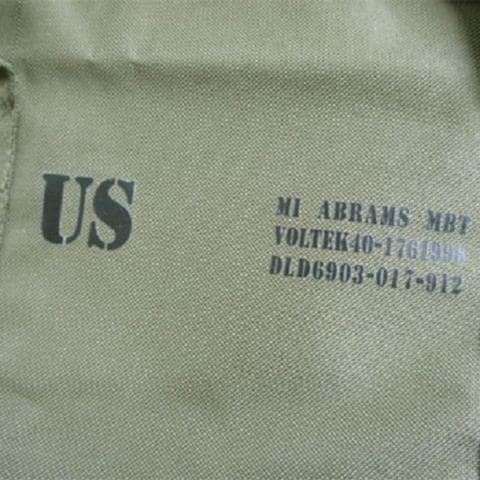 US
MI ABRAMS MBT
VOLTEK40-1761996
DLD6903-017-912